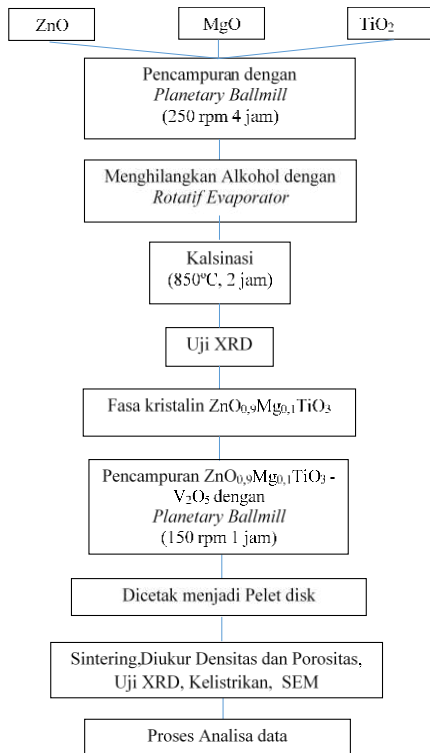 ZnO MgO TiO₂
Pencampuran dengan
Planetary Ballmill
(250 rpm 4 jam)
Menghilangkan Alkohol dengan
Rotatif Evaporator
Kalsinasi
(850ºC, 2 jam)
Uji XRD
Fasa kristalin ZnO₀,₉Mg₀,₁TiO₃
Pencampuran ZnO₀,₉Mg₀,₁TiO₃ -
V₂O₅ dengan
Planetary Ballmill
(150 rpm 1 jam)
Dicetak menjadi Pelet disk
Sintering,Diukur Densitas dan Porositas,
Uji XRD, Kelistrikan, SEM
Proses Analisa data